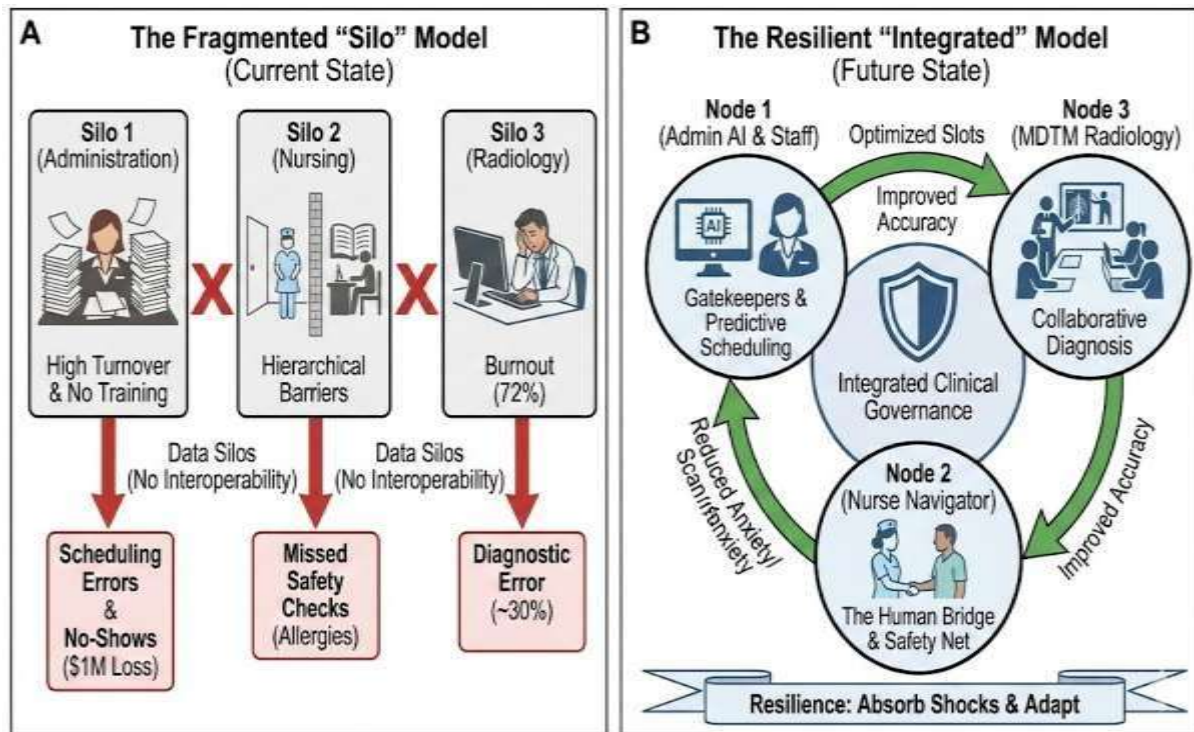 A
The Fragmented “Silo” Model
(Current State)
Silo 1
(Administration)
High Turnover
& No Training
X
Silo 2
(Nursing)
Hierarchical
Barriers
X
Silo 3
(Radiology)
Burnout
(72%)
Data Silos
(No Interoperability)
Data Silos
(No Interoperability)
Scheduling
Errors
&
No-Shows
($1M Loss)
Missed
Safety
Checks
(Allergies)
Diagnostic
Error
(~30%)
B
The Resilient “Integrated” Model
(Future State)
Node 1
(Admin AI & Staff)
AI
Gatekeepers &
Predictive
Scheduling
Optimized Slots
Improved
Accuracy
Node 3
(MDTM Radiology)
Collaborative
Diagnosis
Integrated Clinical
Governance
Reduced Anxiety/
Improved Accuracy
Node 2
(Nurse Navigator)
The Human Bridge
& Safety Net
Resilience: Absorb Shocks & Adapt